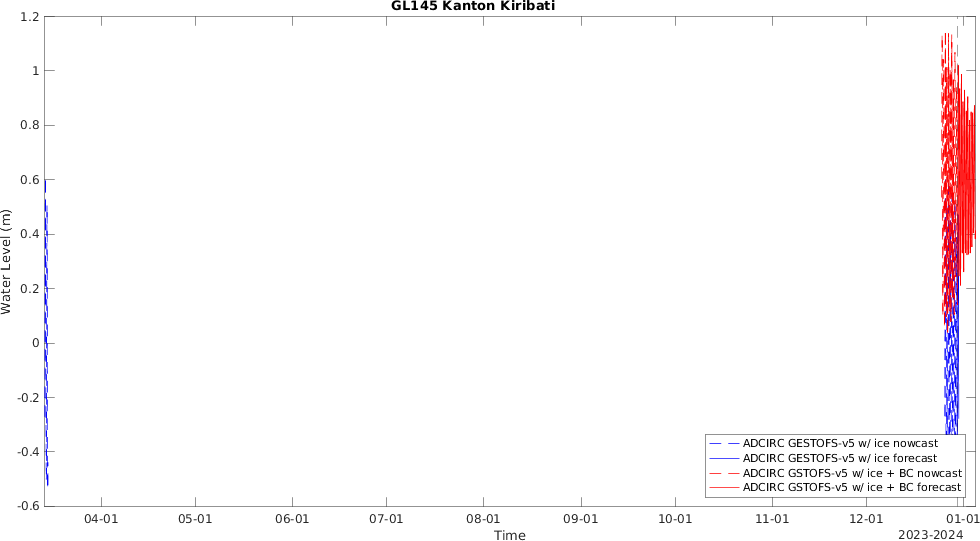 GL145 Kanton Kiribati
1.2
1
0.8
0.6
0.4
0.2
0
-0.2
-0.4
-0.6
Water Level (m)
ADCIRC GESTOFS-v5 w/ ice nowcast
ADCIRC GESTOFS-v5 w/ ice forecast
ADCIRC GSTOFS-v5 w/ ice + BC nowcast
ADCIRC GSTOFS-v5 w/ ice + BC forecast
04-01 05-01 06-01 07-01 08-01 09-01 10-01 11-01 12-01 01-01
Time
2023-2024